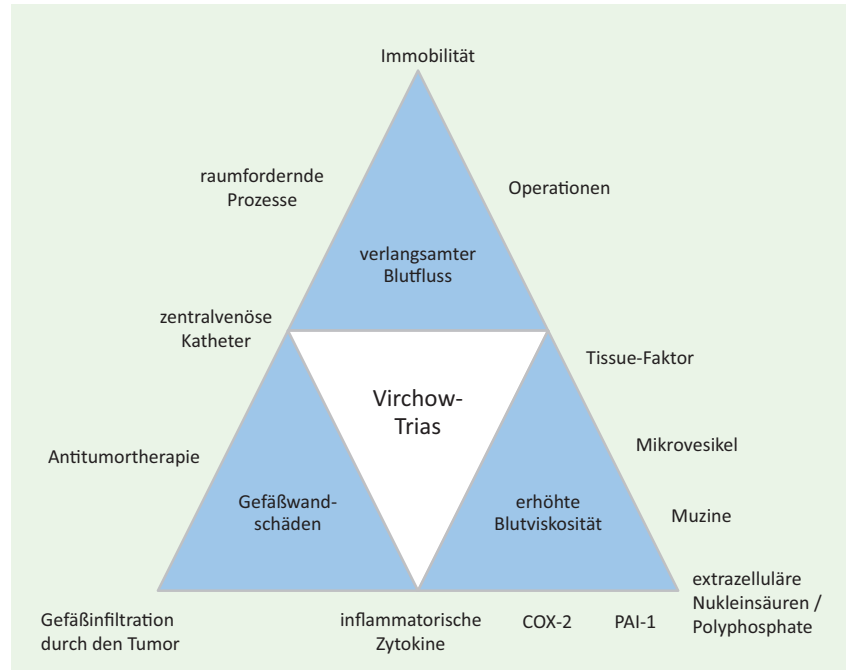 Immobilität
raumfordernde
Prozesse
Operationen
verlangsamter
Blutfluss
zentralvenöse
Katheter
Tissue-Faktor
Virchow-
Trias
Mikrovesikel
Antitumortherapie
Gefäßwand-
schäden
erhöhte
Blutviskosität
Muzine
extrazelluläre
Nukleinsäuren /
Polyphosphate
Gefäßinfiltration
durch den Tumor
inflammatorische
Zytokine
COX-2
PAI-1